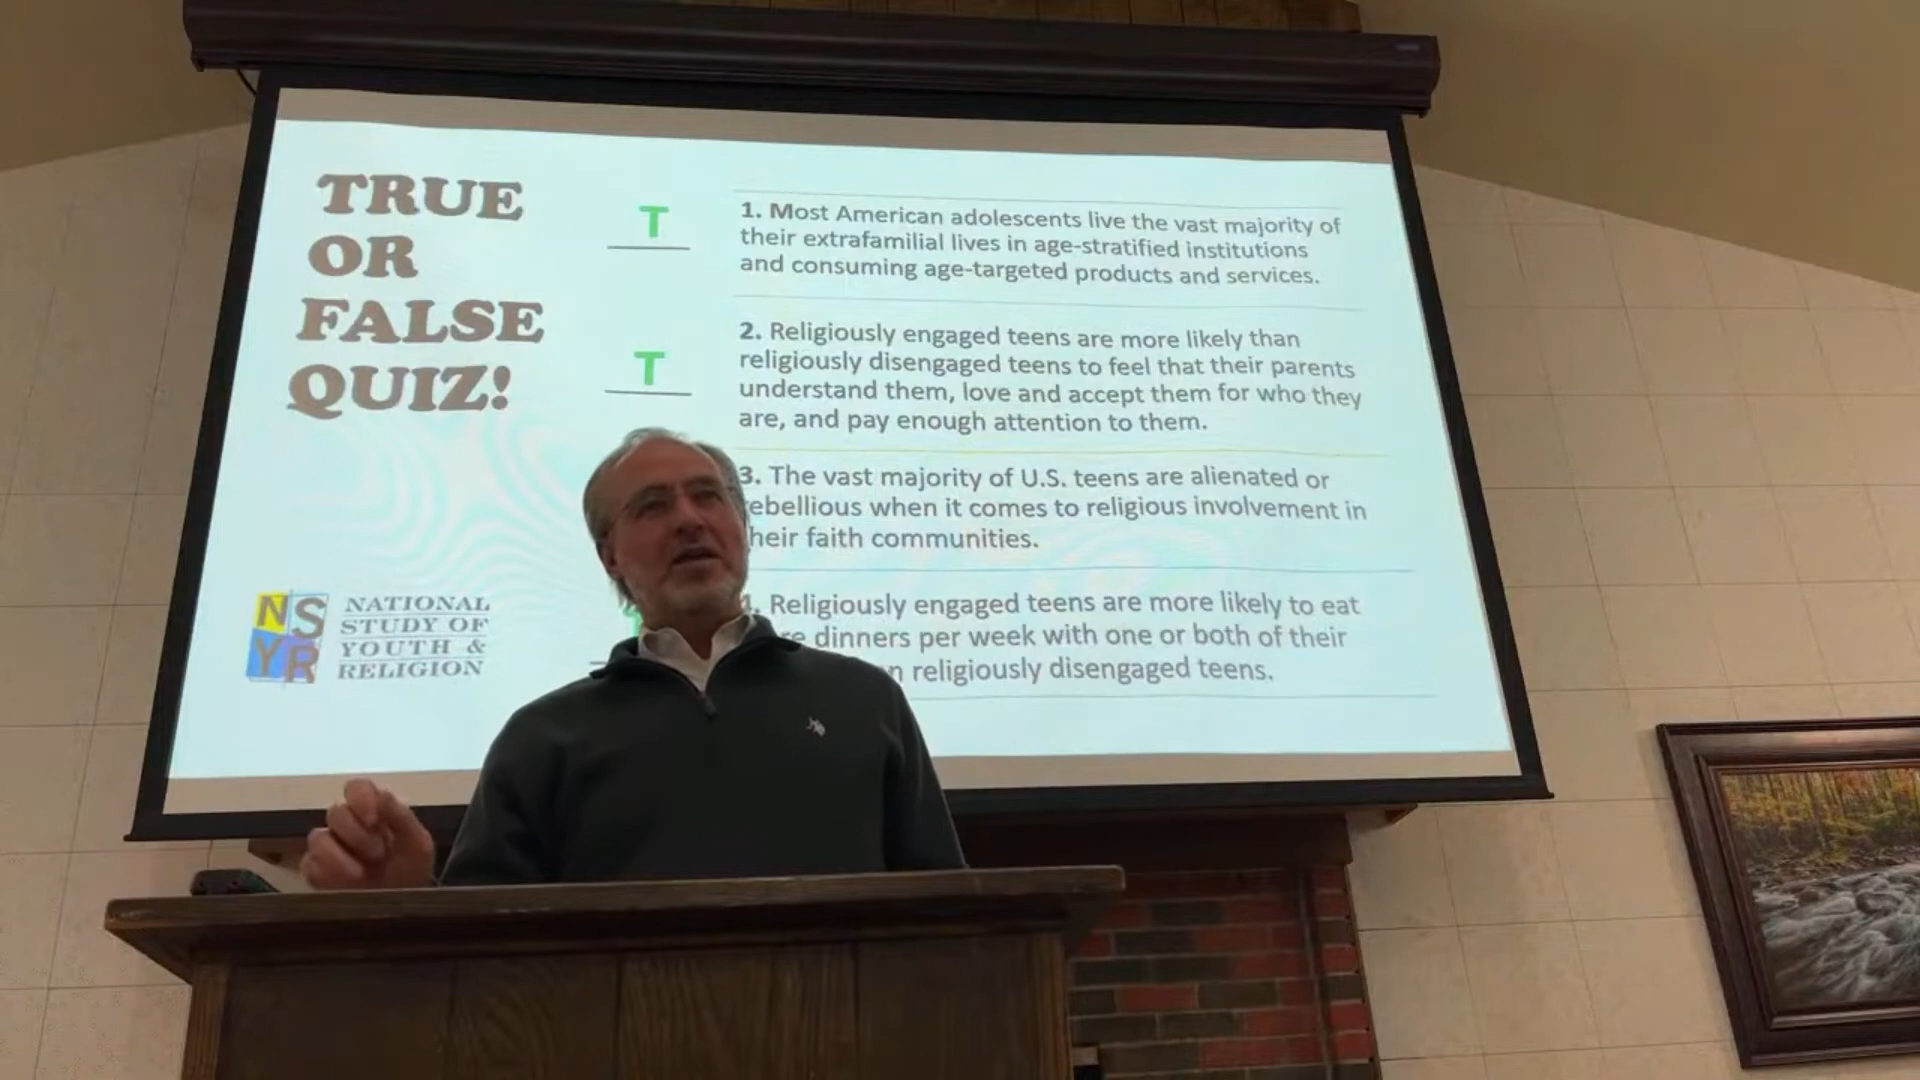 TRUE
OR
FALSE
QUIZ!
T
1. Most American adolescents live the vast majority of
their extrafamilial lives in age-stratified institutions
and consuming age-targeted products and services.
T
2. Religiously engaged teens are more likely than
religiously disengaged teens to feel that their parents
understand them, love and accept them for who they
are, and pay enough attention to them.
3. The vast majority of U.S. teens are alienated or
ebellious when it comes to religious involvement in
heir faith communities.
. Religiously engaged teens are more likely to eat
re dinners per week with one or both of their
n religiously disengaged teens.
NS
YR
NATIONAL
STUDY OF
YOUTH &
RELIGION